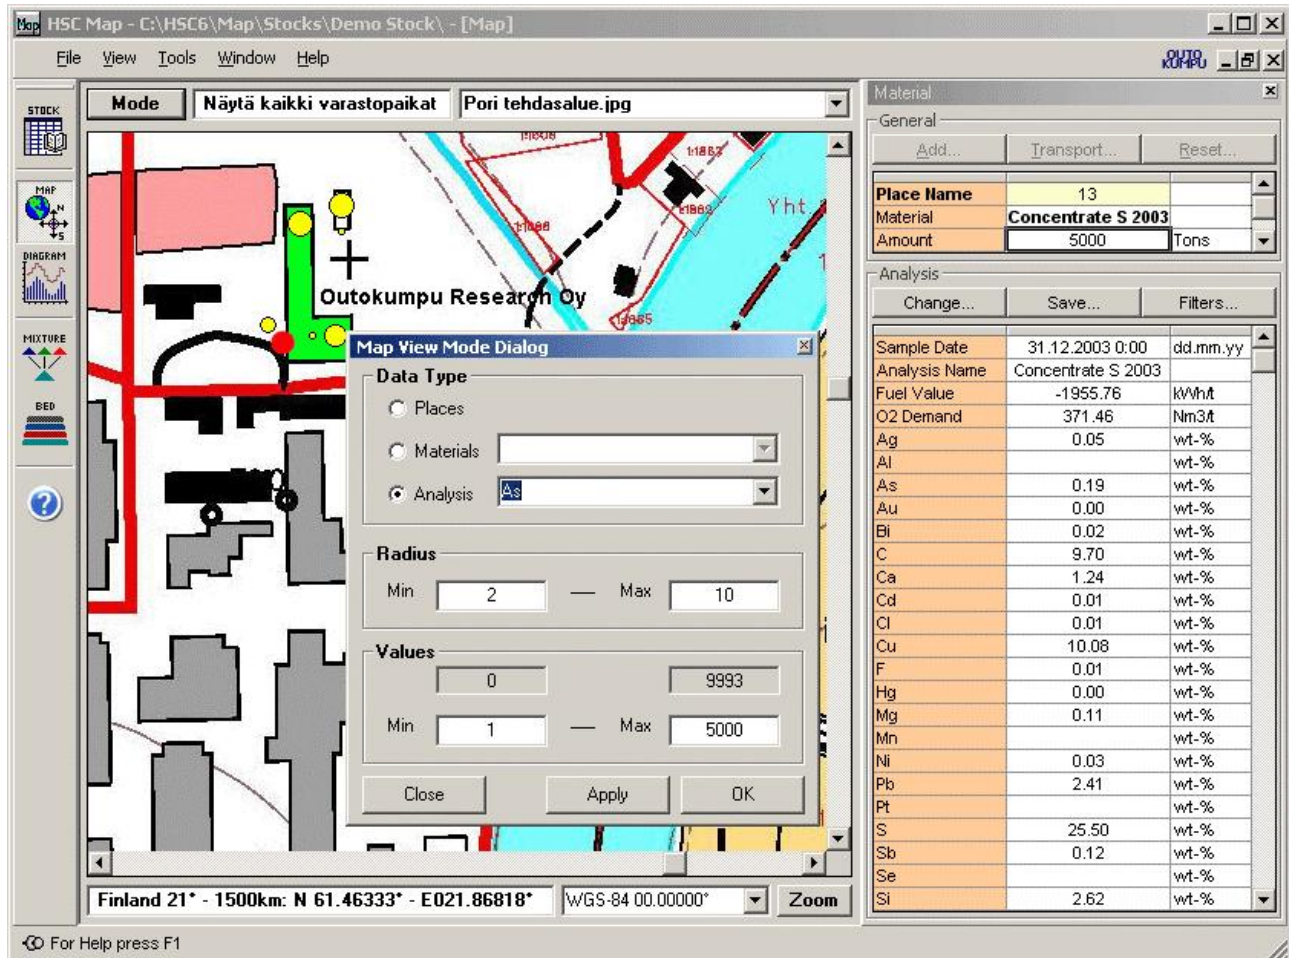 HSC Map - C:\HSC6\Map\Stocks\Demo Stock\ - [Map]
File View Tools Window Help
OUTO
KUMPU
STOCK
MAP
N
S
DIAGRAM
MIXTURE
BED
Mode Näytä kaikki varastopaikat Pori tehdasalue.jpg
Yht.
Outokumpu Research Oy
Map View Mode Dialog
Data Type
Places
Materials
Analysis As
Radius
Min 2 — Max 10
Values
0 9993
Min 1 — Max 5000
Close Apply OK
Finland 21° - 1500km: N 61.46333° - E021.86818° WGS-84 00.00000° Zoom
Material
General
Add... Transport... Reset...
Place Name 13
Material Concentrate S 2003
Amount 5000 Tons
Analysis
Change... Save... Filters...
Sample Date 31.12.2003 0:00 dd.mm.yy
Analysis Name Concentrate S 2003
Fuel Value -1955.76 kWh/t
O2 Demand 371.46 Nm3/t
Ag 0.05 wt-%
Al wt-%
As 0.19 wt-%
Au 0.00 wt-%
Bi 0.02 wt-%
C 9.70 wt-%
Ca 1.24 wt-%
Cd 0.01 wt-%
Cl 0.01 wt-%
Cu 10.08 wt-%
F 0.01 wt-%
Hg 0.00 wt-%
Mg 0.11 wt-%
Mn wt-%
Ni 0.03 wt-%
Pb 2.41 wt-%
Pt wt-%
S 25.50 wt-%
Sb 0.12 wt-%
Se wt-%
Si 2.62 wt-%
For Help press F1